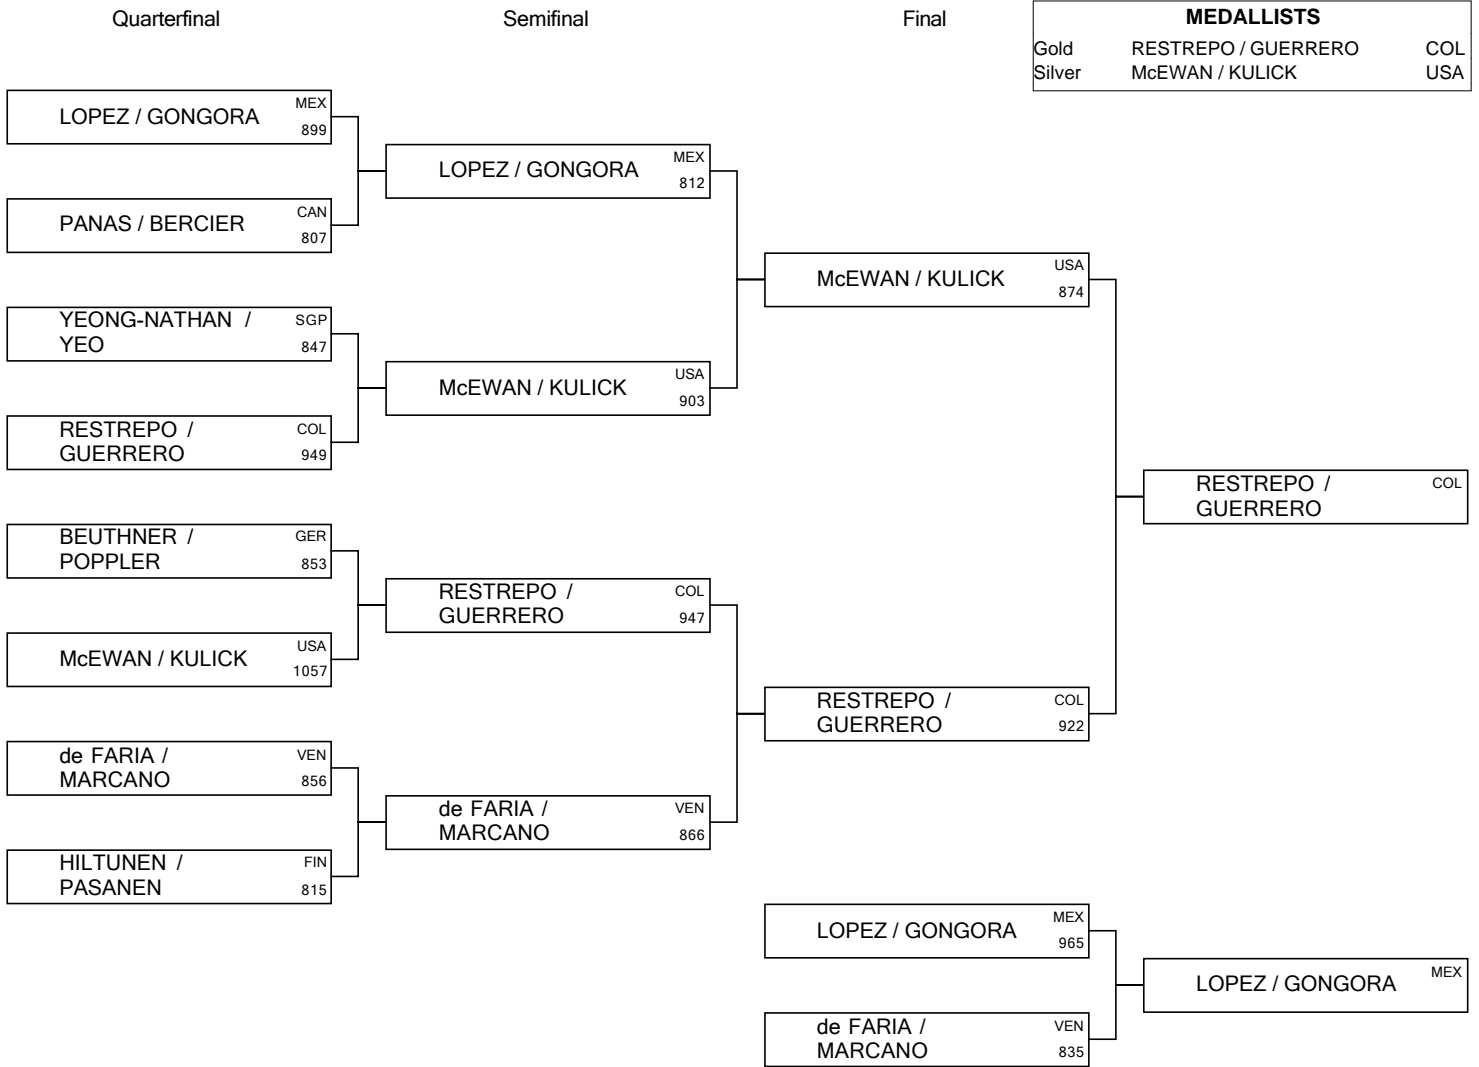 Quarterfinal
Semifinal
Final
MEDALLISTS
Gold RESTREPO / GUERRERO COL
Silver McEWAN / KULICK USA
LOPEZ / GONGORA MEX
899
PANAS / BERCIER CAN
807
YEONG-NATHAN / SGP
YEO 847
RESTREPO / COL
GUERRERO 949
BEUTHNER / GER
POPPLER 853
McEWAN / KULICK USA
1057
de FARIA / VEN
MARCANO 856
HILTUNEN / FIN
PASANEN 815
LOPEZ / GONGORA MEX
812
McEWAN / KULICK USA
903
RESTREPO / COL
GUERRERO 947
de FARIA / VEN
MARCANO 866
McEWAN / KULICK USA
874
RESTREPO / COL
GUERRERO 922
RESTREPO / COL
GUERRERO
LOPEZ / GONGORA MEX
965
de FARIA / VEN
MARCANO 835
LOPEZ / GONGORA MEX